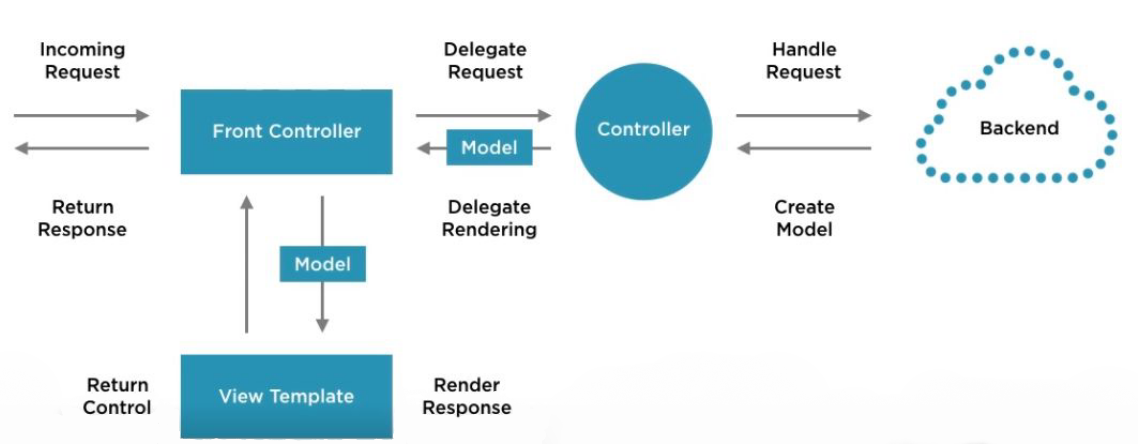 Incoming
Request
Delegate
Request
Handle
Request
Front Controller
Controller
Backend
Model
Return
Response
Delegate
Rendering
Create
Model
Model
Return
Control
View Template
Render
Response